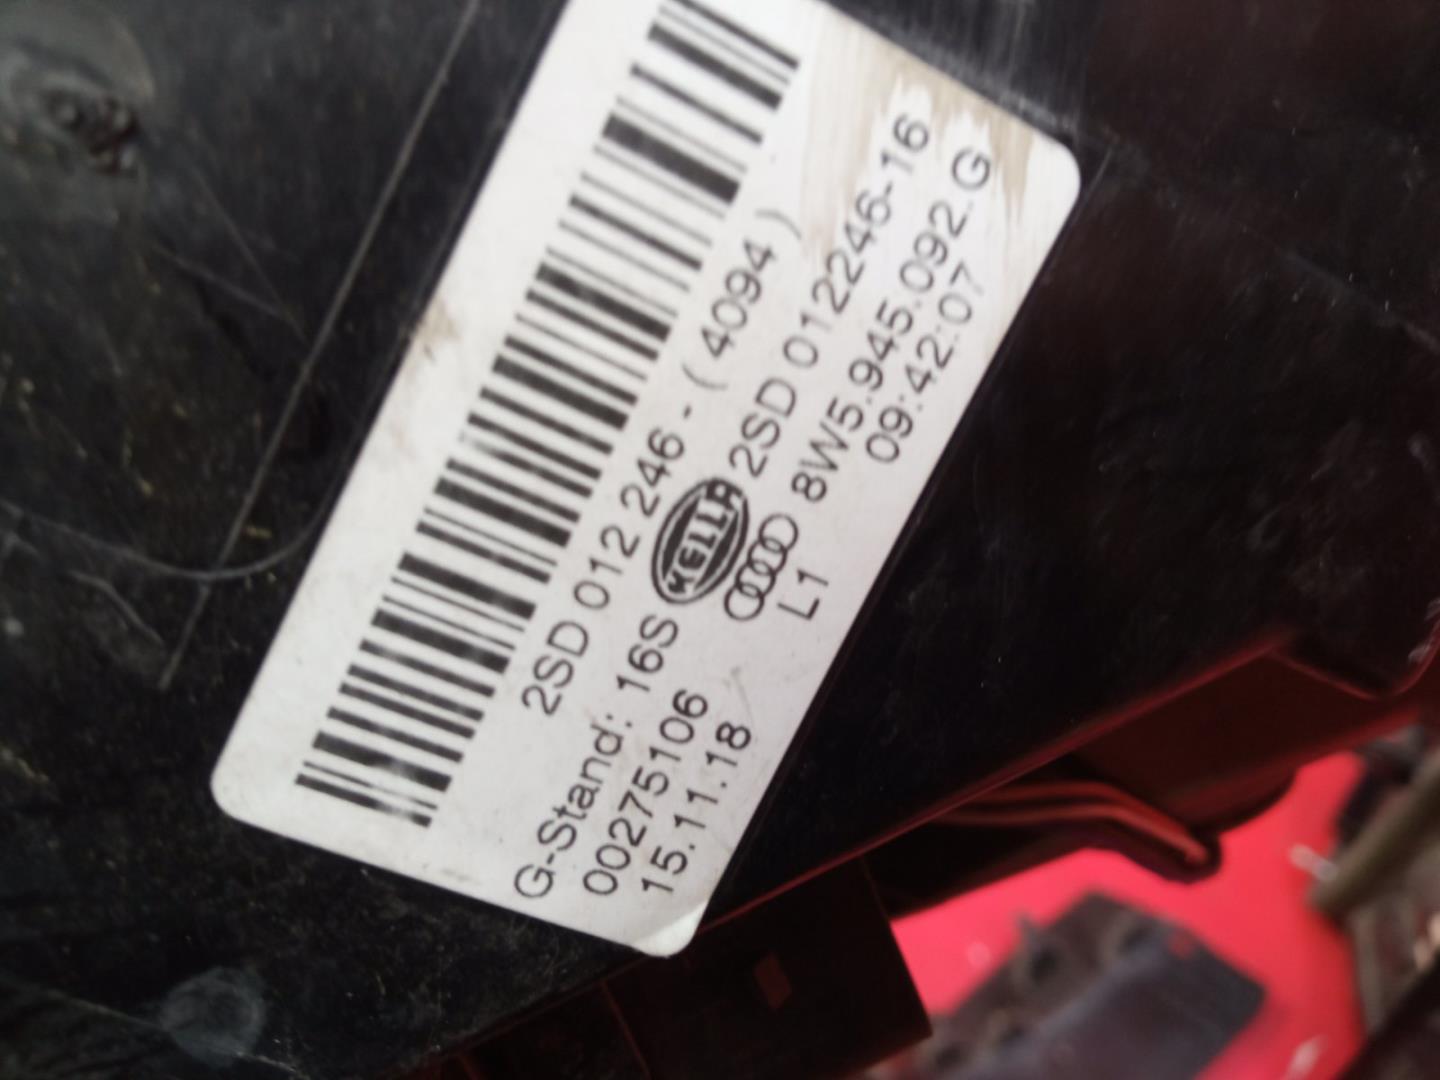 2SD 012 246 - ( 4094 )
G-Stand: 16S HELLA 2SD 012246-16
00275106 8W5.945.092.G
15.11.18 L1 09:42:07